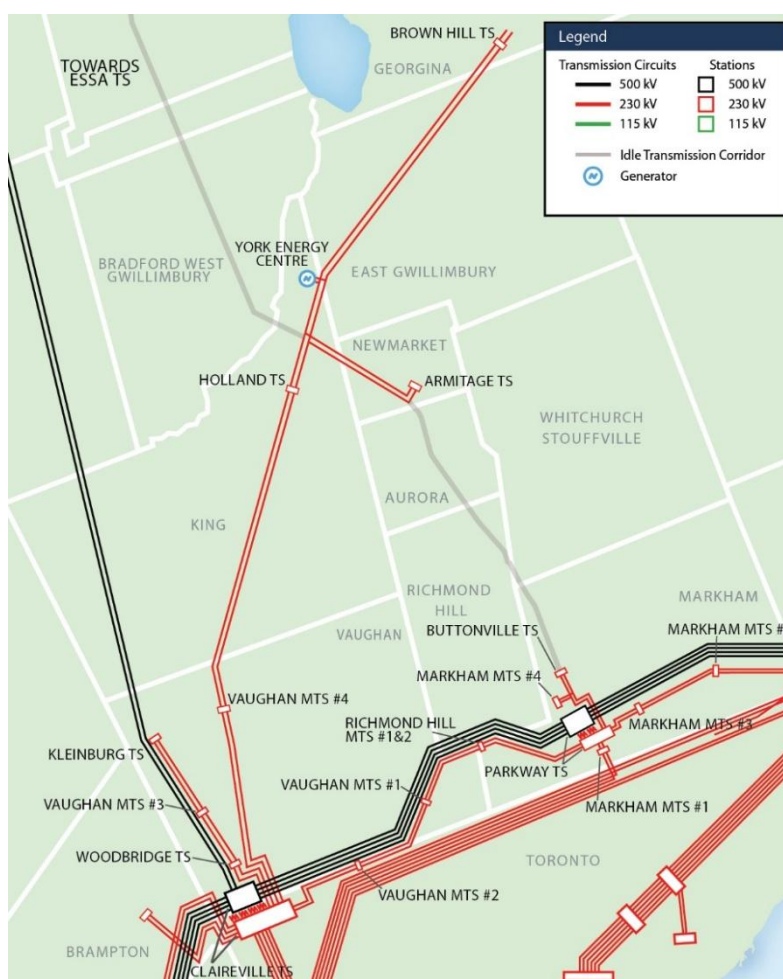 BROWN HILL TS
Legend
TOWARDS
ESSA TS
GEORGINA
Transmission Circuits
Stations
500 kV
500 kV
230 kV
230 kV
115 kV
115 kV
Idle Transmission Corridor
Generator
YORK ENERGY
CENTRE
BRADFORD WEST
GWILLIMBURY
EAST GWILLIMBURY
NEWMARKET
HOLLAND TS
ARMITAGE TS
WHITCHURCH
STOUFFVILLE
AURORA
KING
RICHMOND
HILL
MARKHAM
VAUGHAN
BUTTONVILLE TS
MARKHAM MTS #
MARKHAM MTS #4
VAUGHAN MTS #4
RICHMOND HILL
MTS #1&2
MARKHAM MTS #3
KLEINBURG TS
PARKWAY TS
VAUGHAN MTS #1
VAUGHAN MTS #3
MARKHAM MTS #1
WOODBRIDGE TS
TORONTO
VAUGHAN MTS #2
BRAMPTON
CLAIREVILLE TS